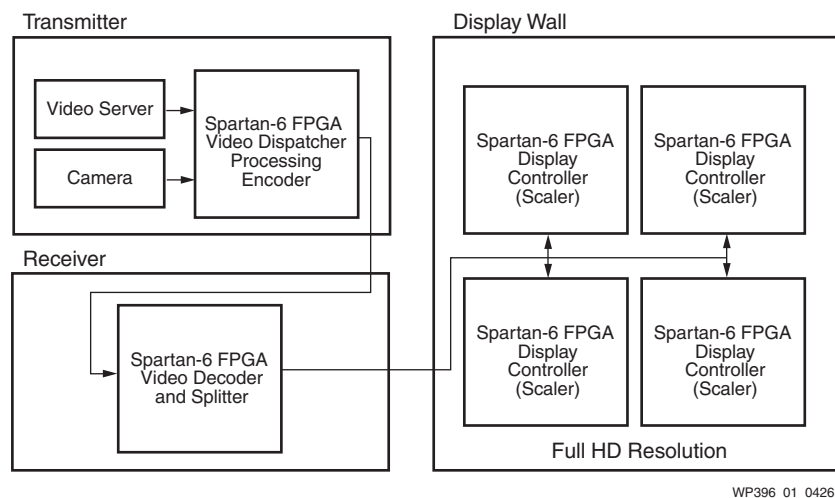 Transmitter
Video Server
Camera
Spartan-6 FPGA
Video Dispatcher
Processing
Encoder
Receiver
Spartan-6 FPGA
Video Decoder
and Splitter
Display Wall
Spartan-6 FPGA
Display
Controller
(Scaler)
Spartan-6 FPGA
Display
Controller
(Scaler)
Spartan-6 FPGA
Display
Controller
(Scaler)
Spartan-6 FPGA
Display
Controller
(Scaler)
Full HD Resolution
WP396_01_0426